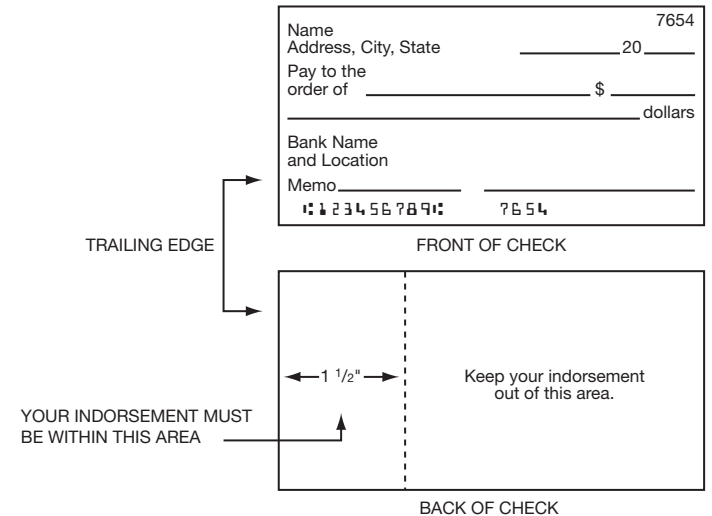 7654
Name
Address, City, State 20
Pay to the
order of $
dollars
Bank Name
and Location
Memo
⑆123456789⑆ 7654
TRAILING EDGE
FRONT OF CHECK
1 1/2"
Keep your indorsement
out of this area.
YOUR INDORSEMENT MUST
BE WITHIN THIS AREA
BACK OF CHECK